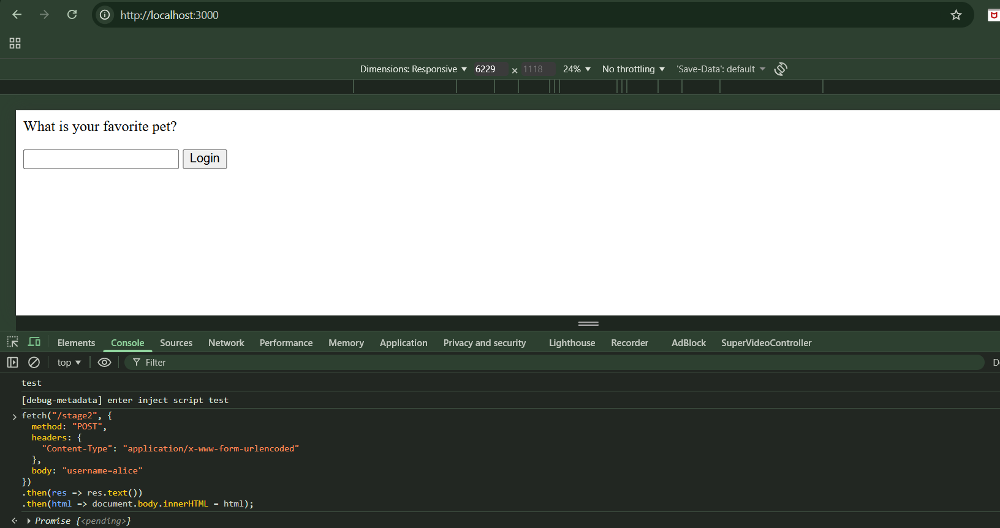 http://localhost:3000
Dimensions: Responsive ▼ 6229 × 1118 24% ▼ No throttling ▼ 'Save-Data': default ▼
What is your favorite pet?
Login
Elements Console Sources Network Performance Memory Application Privacy and security Lighthouse Recorder AdBlock SuperVideoController
top ▼ Filter
test
[debug-metadata] enter inject script test
fetch("/stage2", {
  method: "POST",
  headers: {
    "Content-Type": "application/x-www-form-urlencoded"
  },
  body: "username=alice"
})
.then(res => res.text())
.then(html => document.body.innerHTML = html);
Promise {<pending>}